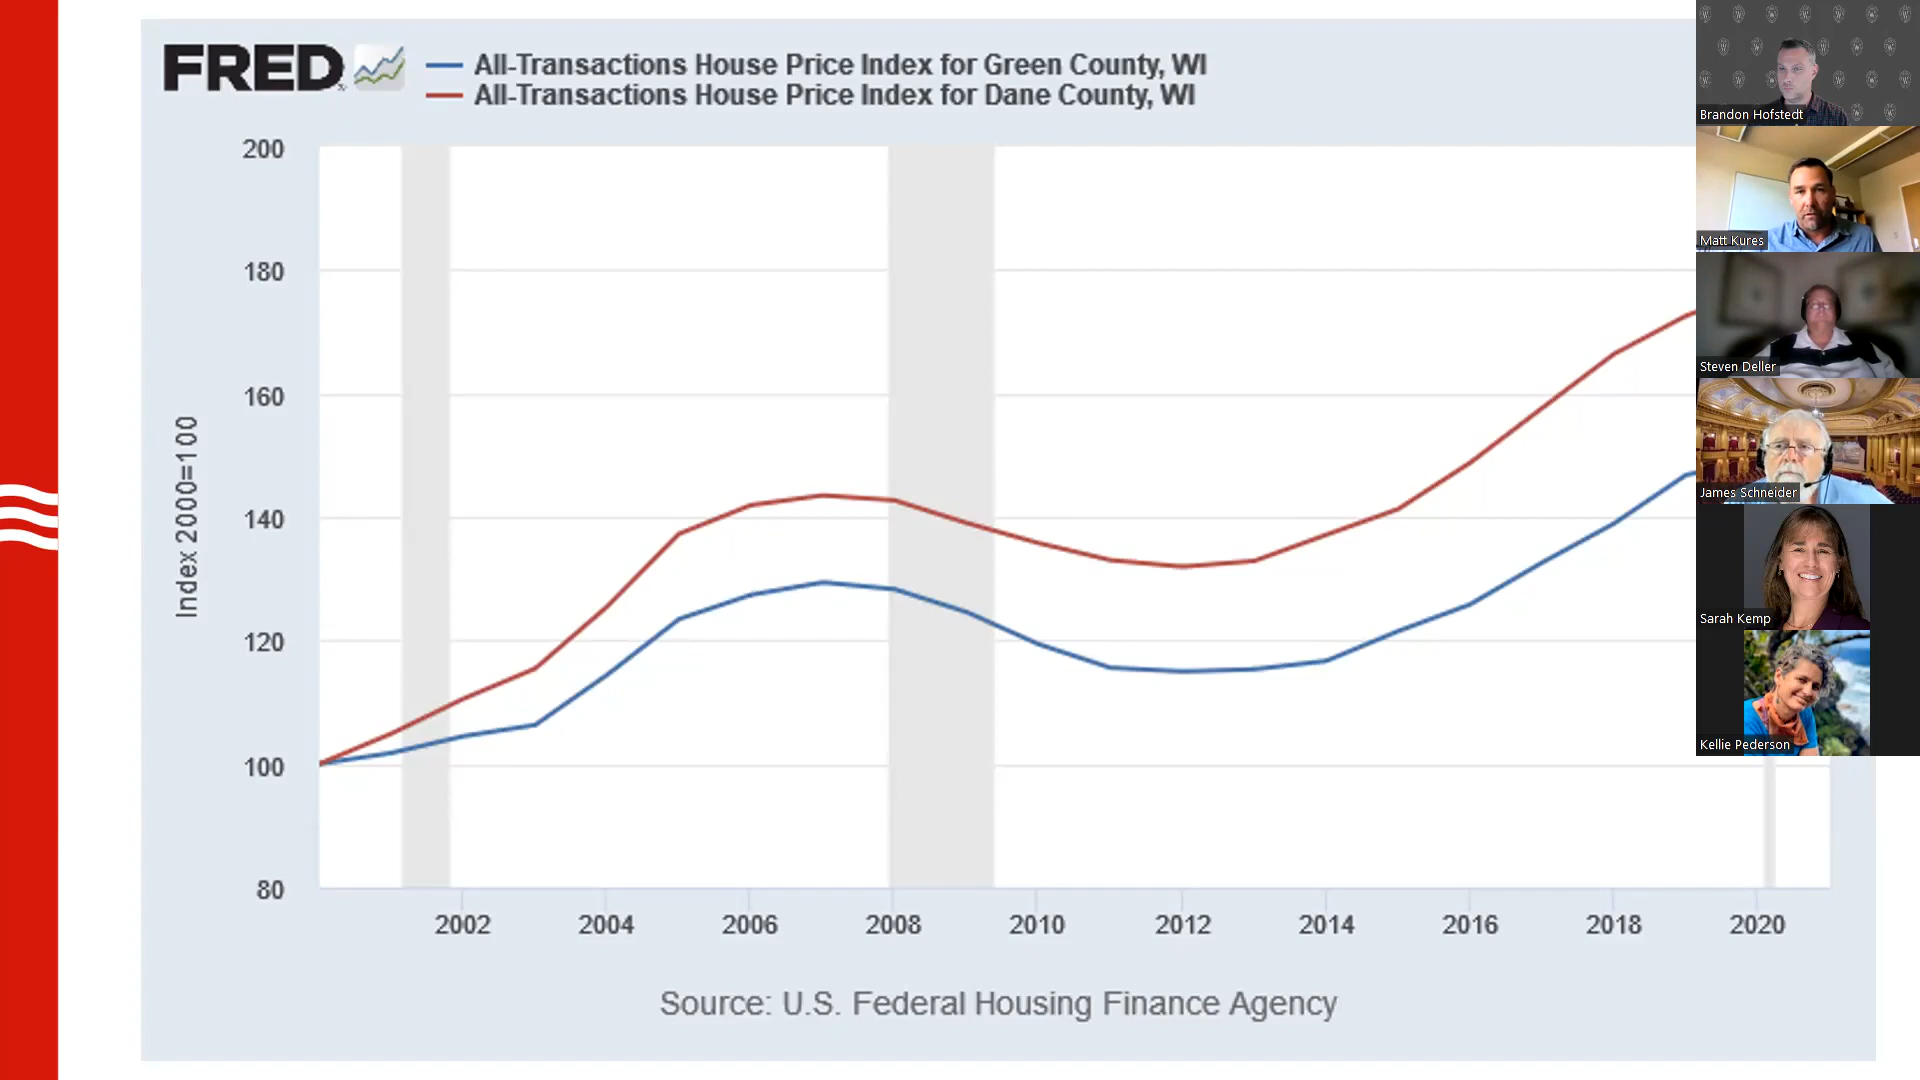 FRED
All-Transactions House Price Index for Green County, WI
All-Transactions House Price Index for Dane County, WI
200
180
160
140
120
100
80
Index 2000=100
2002 2004 2006 2008 2010 2012 2014 2016 2018 2020
Source: U.S. Federal Housing Finance Agency
Brandon Hofstedt
Matt Kures
Steven Deller
James Schneider
Sarah Kemp
Kellie Pederson